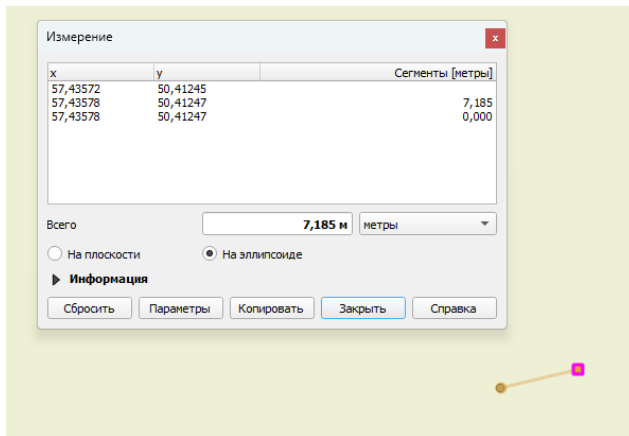 Измерение
x y Сегменты [метры]
57,43572 50,41245
57,43578 50,41247 7,185
57,43578 50,41247 0,000
Всего 7,185 м метры
На плоскости На эллипсоиде
Информация
Сбросить Параметры Копировать Закрыть Справка